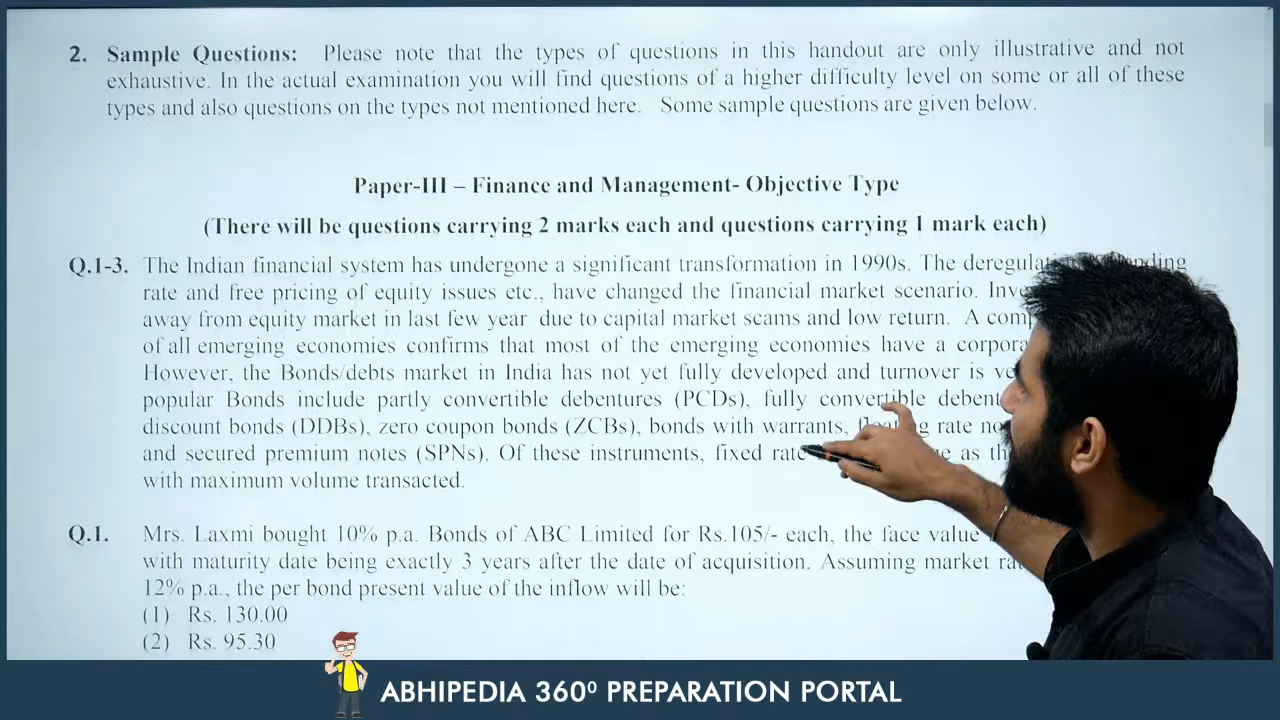 2. Sample Questions: Please note that the types of questions in this handout are only illustrative and not
exhaustive. In the actual examination you will find questions of a higher difficulty level on some or all of these
types and also questions on the types not mentioned here. Some sample questions are given below.
Paper-III – Finance and Management- Objective Type
(There will be questions carrying 2 marks each and questions carrying 1 mark each)
Q.1-3. The Indian financial system has undergone a significant transformation in 1990s. The
rate and free pricing of equity issues etc., have changed the financial market scenario.
away from equity market in last few year due to capital market scams and low return. A
of all emerging economies confirms that most of the emerging economies have a
However, the Bonds/debts market in India has not yet fully developed and turnover is
popular Bonds include partly convertible debentures (PCDs), fully convertible
discount bonds (DDBs), zero coupon bonds (ZCBs), bonds with warrants, rate
and secured premium notes (SPNs). Of these instruments, fixed rate as
with maximum volume transacted.
Q.1. Mrs. Laxmi bought 10% p.a. Bonds of ABC Limited for Rs.105/- each, the face value
with maturity date being exactly 3 years after the date of acquisition. Assuming market
12% p.a., the per bond present value of the inflow will be:
(1) Rs. 130.00
(2) Rs. 95.30
ABHIPEDIA 360⁰ PREPARATION PORTAL